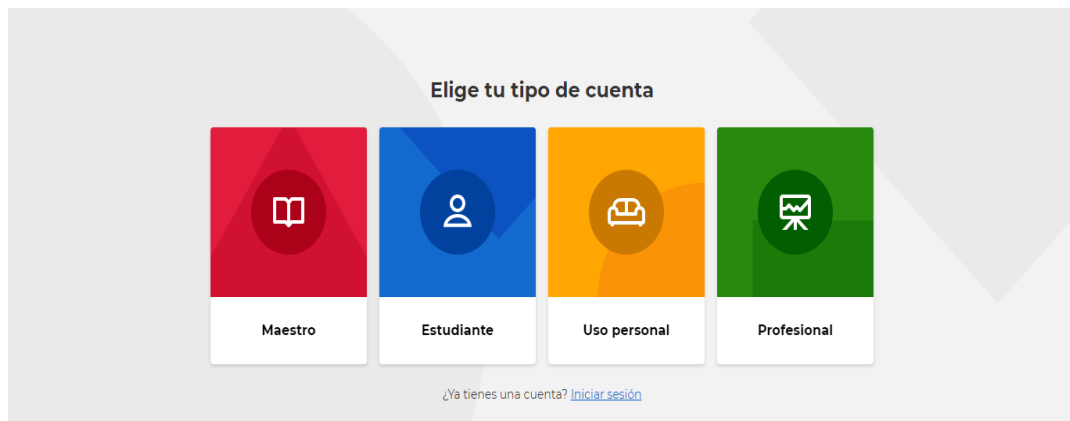 Elige tu tipo de cuenta
Maestro
Estudiante
Uso personal
Profesional
¿Ya tienes una cuenta? Iniciar sesión